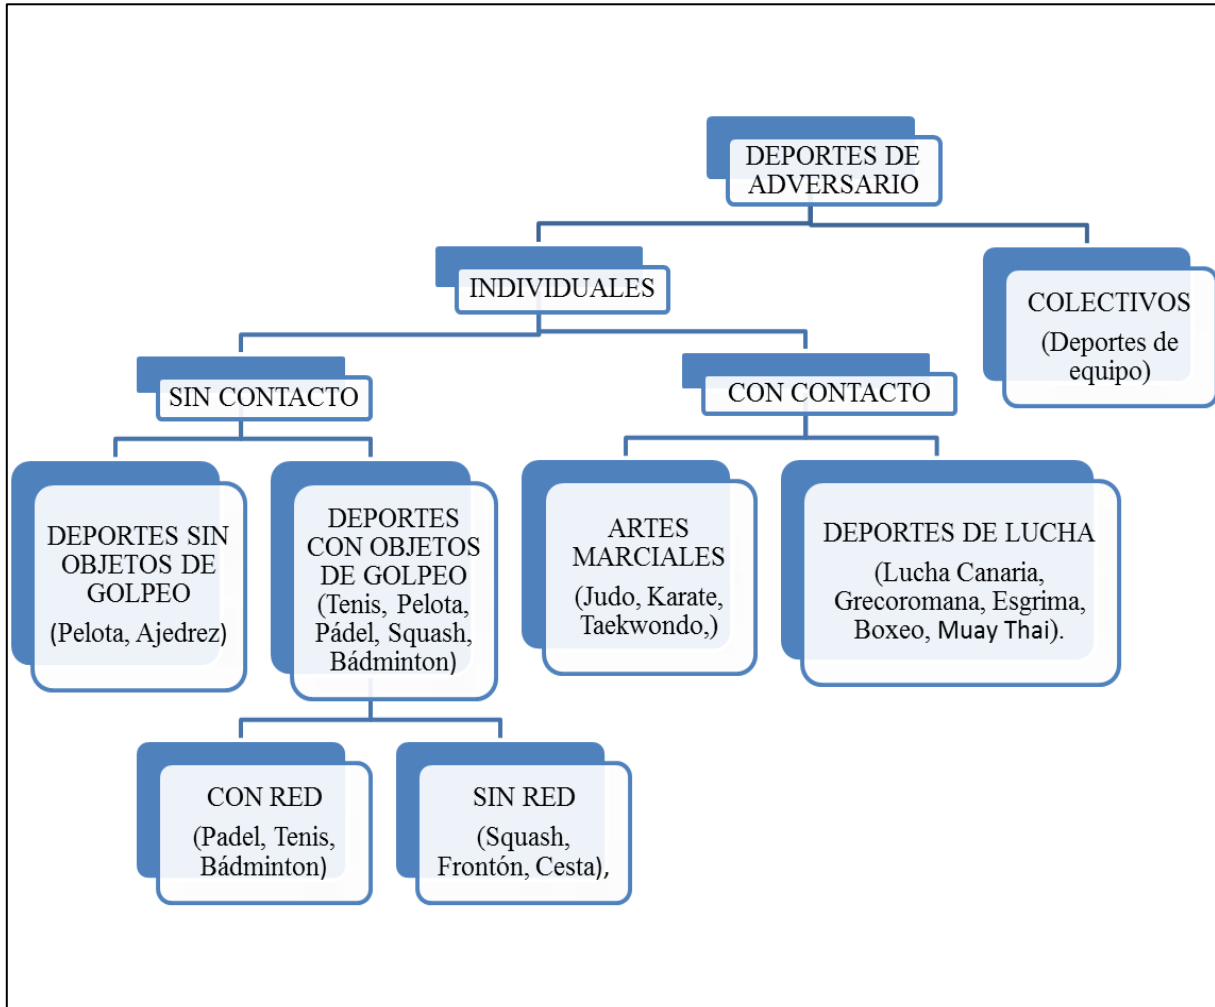 DEPORTES DE
ADVERSARIO
INDIVIDUALES
COLECTIVOS
(Deportes de
equipo)
SIN CONTACTO
CON CONTACTO
DEPORTES SIN
OBJETOS DE
GOLPEO
(Pelota, Ajedrez)
DEPORTES
CON OBJETOS
DE GOLPEO
(Tenis, Pelota,
Pádel, Squash,
Bádminton)
ARTES
MARCIALES
(Judo, Karate,
Taekwondo,)
DEPORTES DE LUCHA
(Lucha Canaria,
Grecoromana, Esgrima,
Boxeo, Muay Thai).
CON RED
(Padel, Tenis,
Bádminton)
SIN RED
(Squash,
Frontón, Cesta),